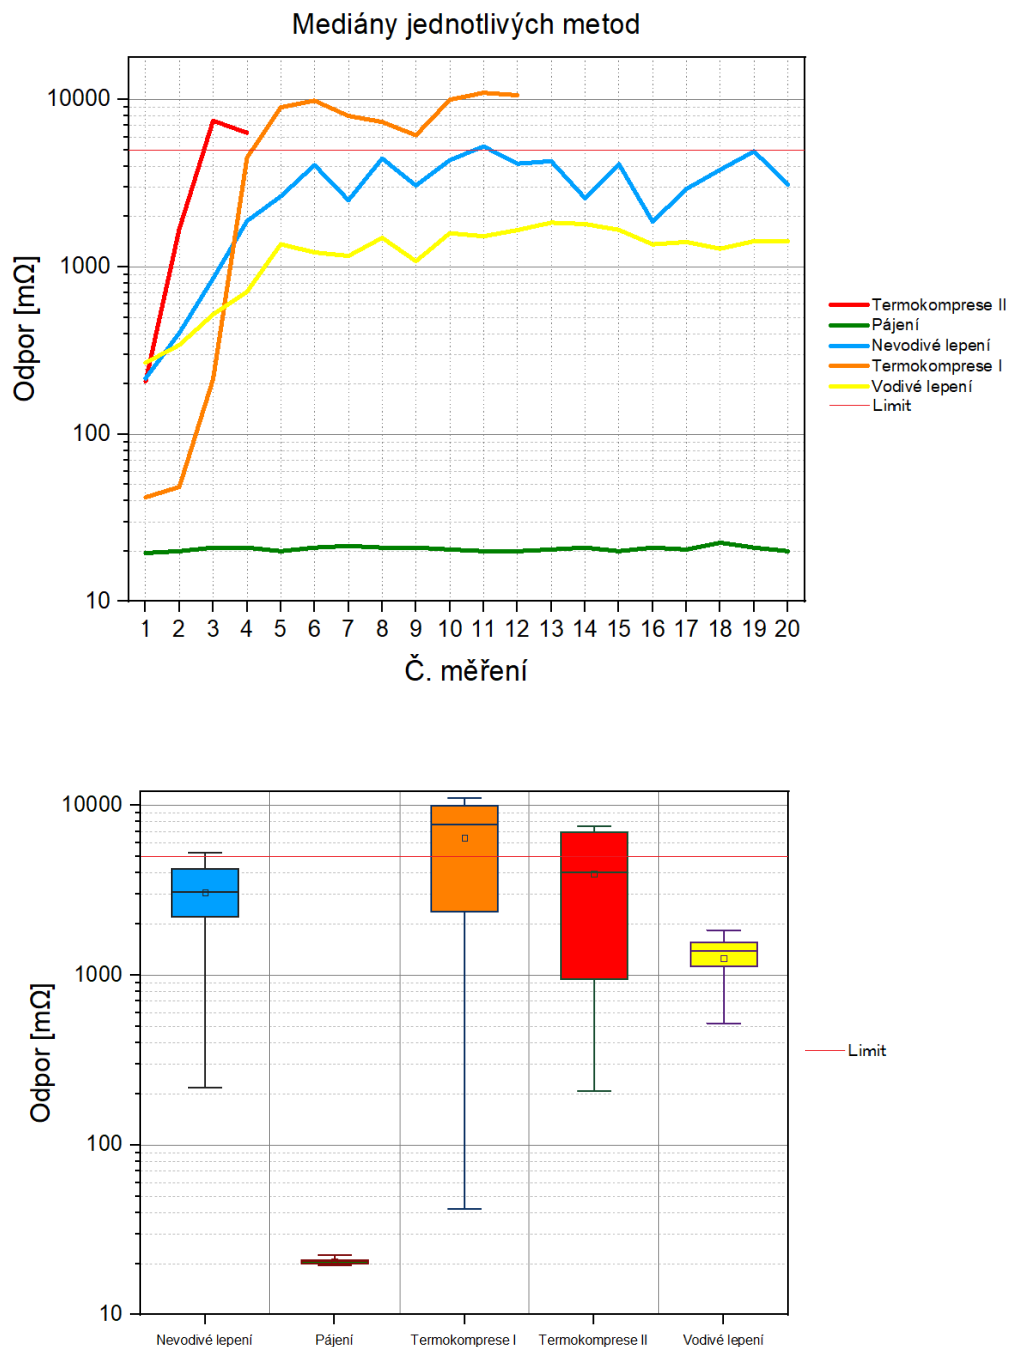 Mediány jednotlivých metod
10000
1000
100
10
Odpor [mΩ]
1 2 3 4 5 6 7 8 9 10 11 12 13 14 15 16 17 18 19 20
Č. měření
Termokomprese II
Pájení
Nevodivé lepení
Termokomprese I
Vodivé lepení
Limit
10000
1000
100
10
Odpor [mΩ]
Nevodivé lepení Pájení Termokomprese I Termokomprese II Vodivé lepení
Limit